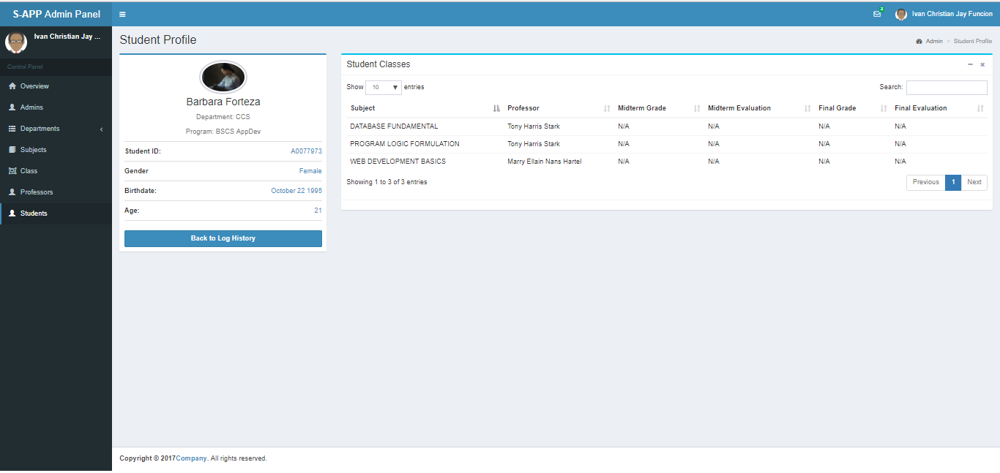 S-APP Admin Panel
2
Ivan Christian Jay Funcion
Ivan Christian Jay ...
Control Panel
Overview
Admins
Departments
Subjects
Class
Professors
Students
Student Profile
Admin > Student Profile
Barbara Forteza
Department: CCS
Program: BSCS AppDev
Student ID: A0077973
Gender Female
Birthdate: October 22 1995
Age: 21
Back to Log History
Student Classes
Show 10 entries
Search:
Subject Professor Midterm Grade Midterm Evaluation Final Grade Final Evaluation
DATABASE FUNDAMENTAL Tony Harris Stark N/A N/A N/A N/A
PROGRAM LOGIC FORMULATION Tony Harris Stark N/A N/A N/A N/A
WEB DEVELOPMENT BASICS Marry Ellain Nans Hartel N/A N/A N/A N/A
Showing 1 to 3 of 3 entries
Previous 1 Next
Copyright © 2017Company. All rights reserved.